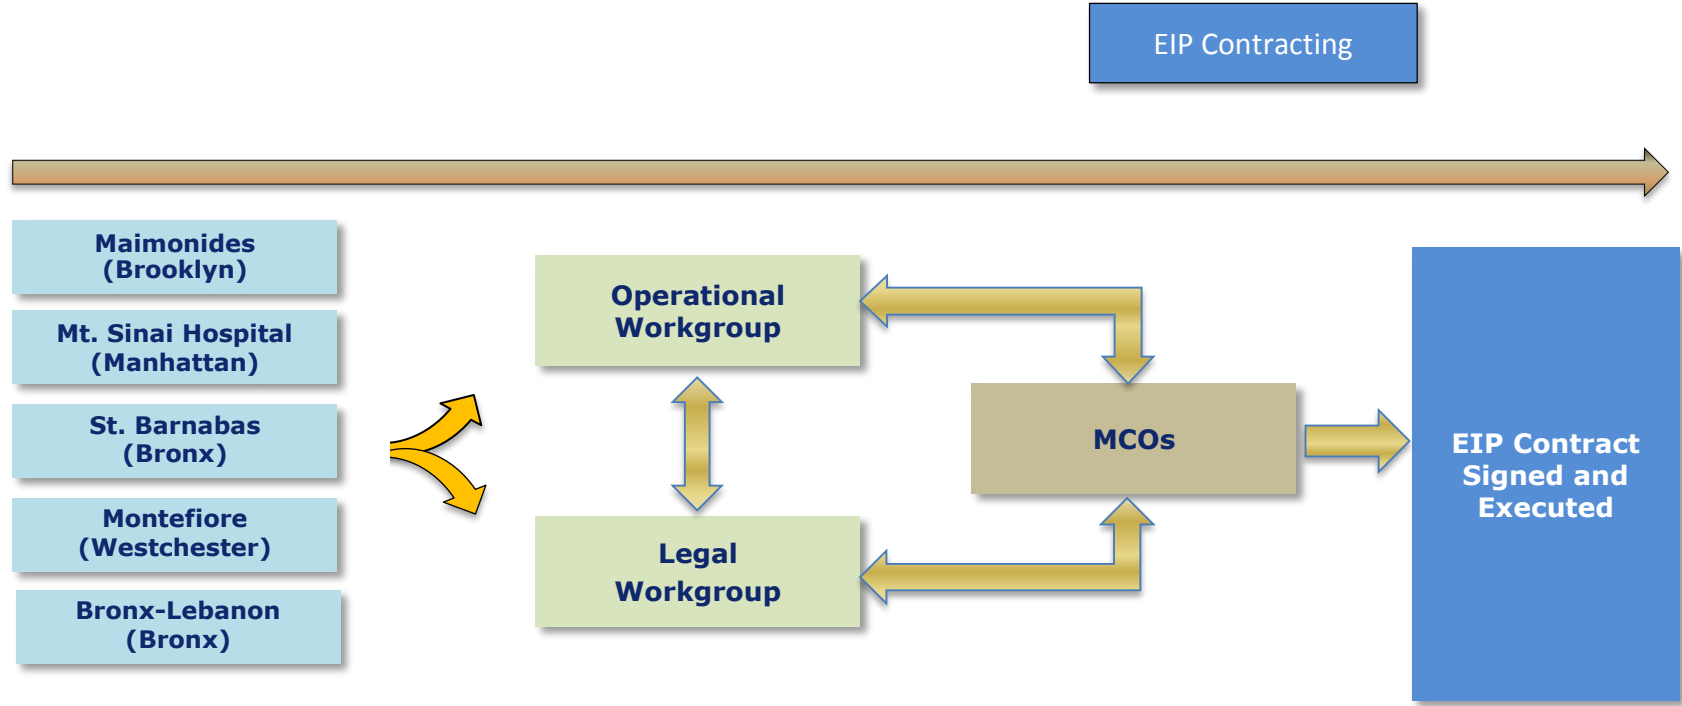 EIP Contracting
Maimonides
(Brooklyn)
Mt. Sinai Hospital
(Manhattan)
St. Barnabas
(Bronx)
Montefiore
(Westchester)
Bronx-Lebanon
(Bronx)
Operational
Workgroup
Legal
Workgroup
MCOs
EIP Contract
Signed and
Executed